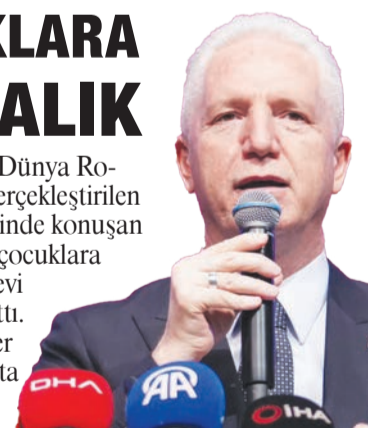 KLARA
ALIK
Dünya Ro-
erçekleştirilen
inde konuşan
çocuklara
evi
ttı.
er
ta
DHA
AA
İHA